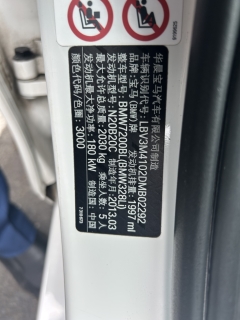 华晨宝马汽车有限公司制造
车辆识别代号: LBV3M4102DMB02292
品牌: 宝马(BMW)牌 发动机排量: 1997 ml
整车型号: BMW7200BL(BMW328Li)
发动机型号: N20B20C 制造年月: 2013.03
最大允许总质量: 2030 kg 乘坐人数: 5 人
发动机最大净功率: 180 kW 制造国: 中国
颜色代码/色圈: 3000